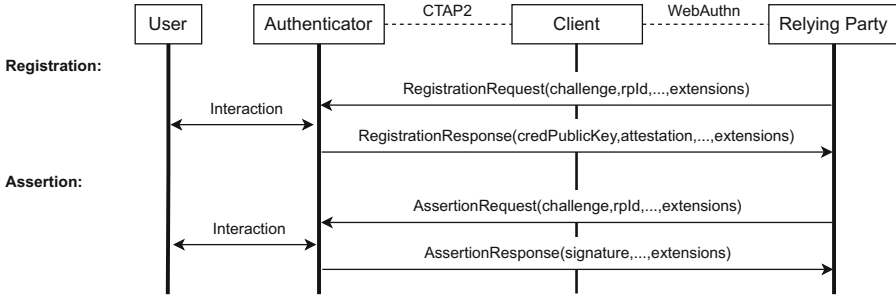 User Authenticator CTAP2 Client WebAuthn Relying Party
Registration:
RegistrationRequest(challenge,rpId,...,extensions)
Interaction
RegistrationResponse(credPublicKey,attestation,...,extensions)
Assertion:
AssertionRequest(challenge,rpId,...,extensions)
Interaction
AssertionResponse(signature,...,extensions)